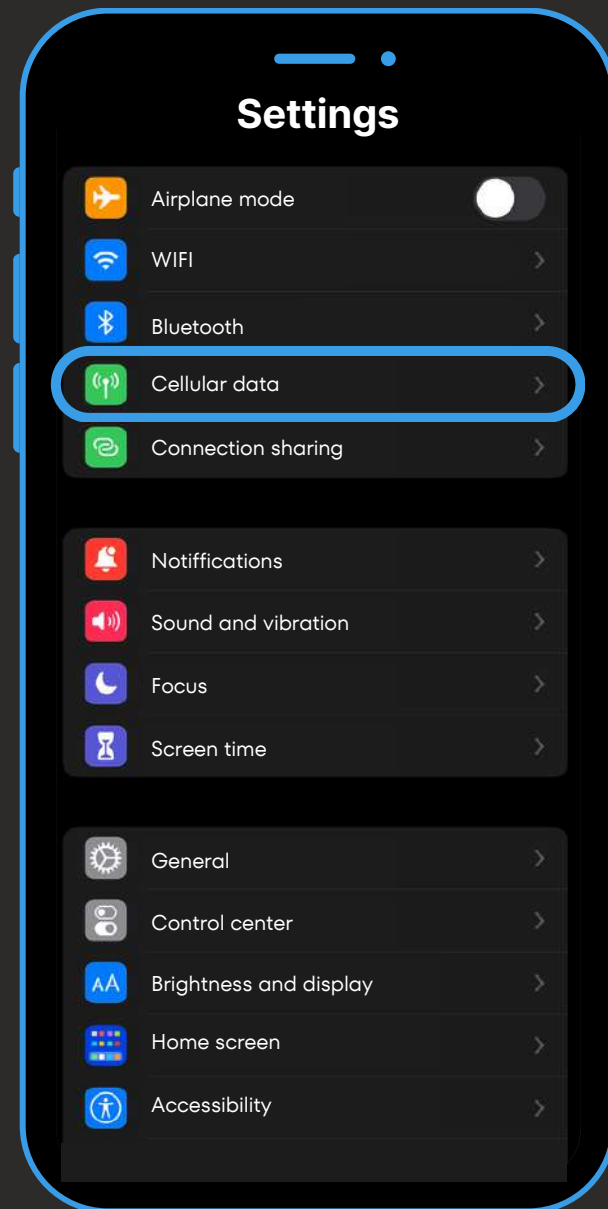 Settings
Airplane mode
WIFI
Bluetooth
Cellular data
Connection sharing
Notiffications
Sound and vibration
Focus
Screen time
General
Control center
AA
Brightness and display
Home screen
Accessibility